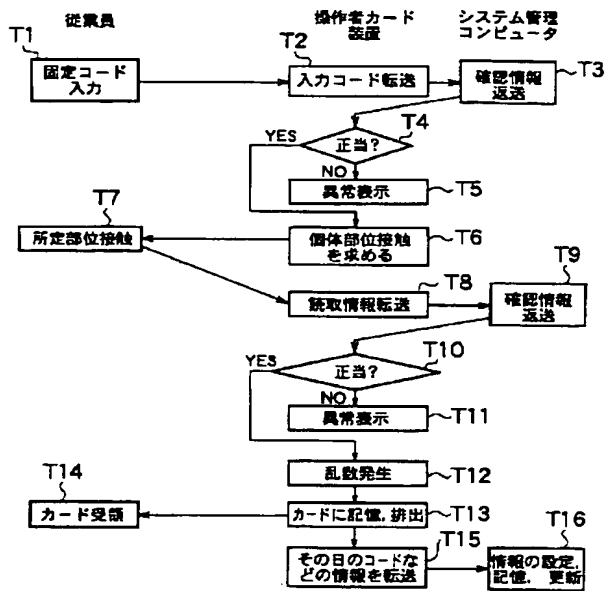 従業員
操作者カード
装置
システム管理
コンピュータ
T1
固定コード
入力
T2
入力コード転送
T3
確認情報
返送
T4
正当?
YES
NO
異常表示
T5
T7
所定部位接触
個体部位接触
を求める
T6
T8
読取情報転送
T9
確認情報
返送
T10
正当?
YES
NO
異常表示
T11
乱数発生
T12
T14
カード受領
カードに記憶,排出
T13
T15
その日のコードな
どの情報を転送
T16
情報の設定,
記憶, 更新